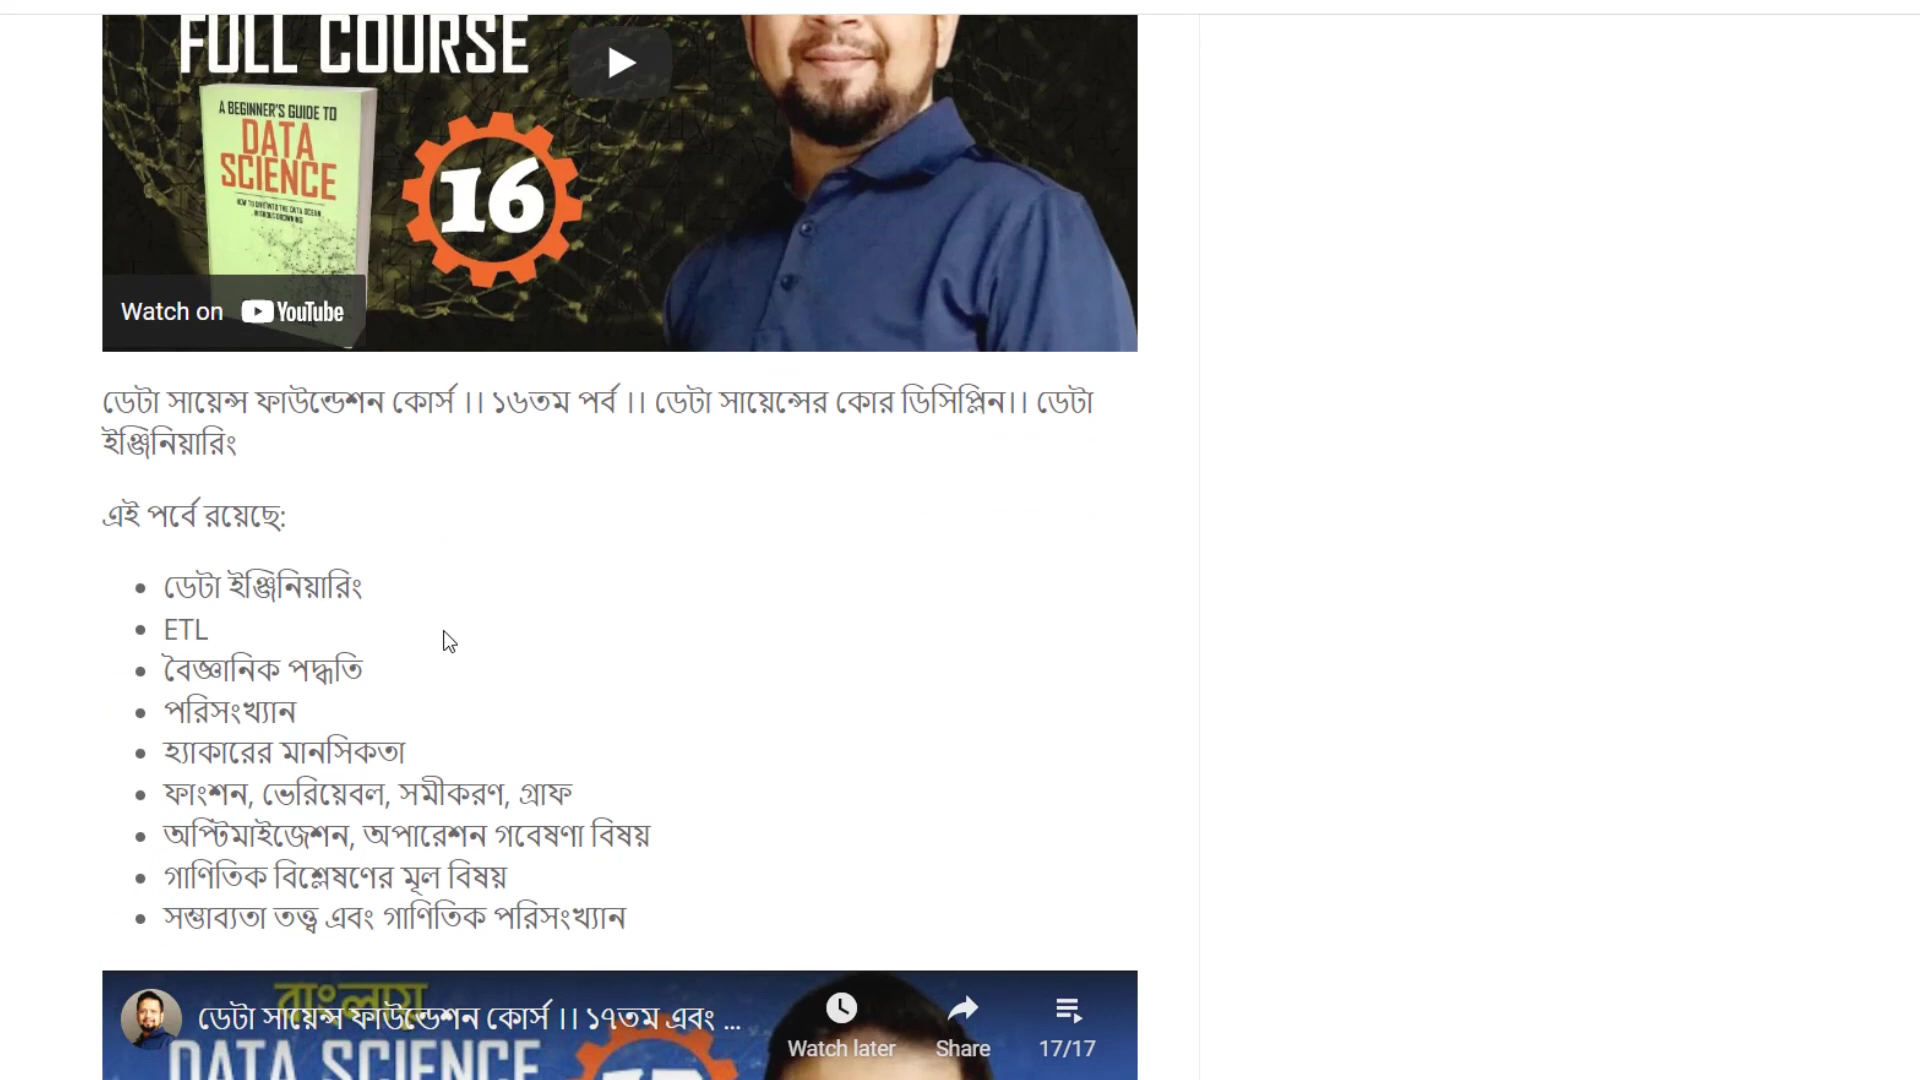 FULL COURSE
A BEGINNER'S GUIDE TO
DATA
SCIENCE
16
Watch on YouTube
ডেটা সায়েন্স ফাউন্ডেশন কোর্স ।। ১৬তম পর্ব ।। ডেটা সায়েন্সের কোর ডিসিপ্লিন।। ডেটা
ইঞ্জিনিয়ারিং
এই পর্বে রয়েছে:
ডেটা ইঞ্জিনিয়ারিং
ETL
বৈজ্ঞানিক পদ্ধতি
পরিসংখ্যান
হ্যাকারের মানসিকতা
ফাংশন, ভেরিয়েবল, সমীকরণ, গ্রাফ
অপ্টিমাইজেশন, অপারেশন গবেষণা বিষয়
গাণিতিক বিশ্লেষণের মূল বিষয়
সম্ভাব্যতা তত্ত্ব এবং গাণিতিক পরিসংখ্যান
বাংলায়
ডেটা সায়েন্স ফাউন্ডেশন কোর্স ।। ১৭তম এবং ...
Watch later Share 17/17
DATA SCIENCE